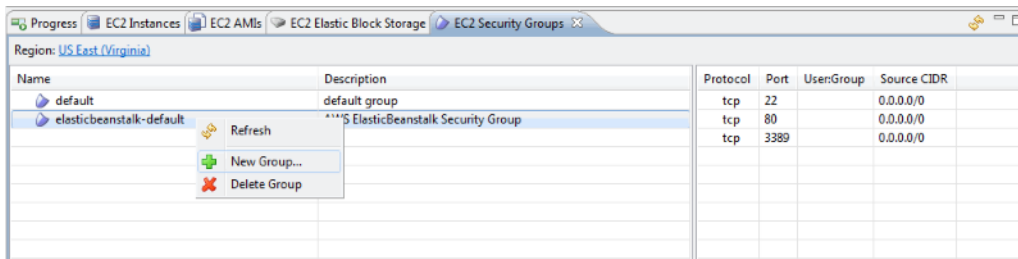 Progress EC2 Instances EC2 AMIs EC2 Elastic Block Storage EC2 Security Groups
Region: US East (Virginia)
Name Description Protocol Port User:Group Source CIDR
default default group tcp 22 0.0.0.0/0
elasticbeanstalk-default AWS ElasticBeanstalk Security Group tcp 80 0.0.0.0/0
Refresh tcp 3389 0.0.0.0/0
New Group...
Delete Group